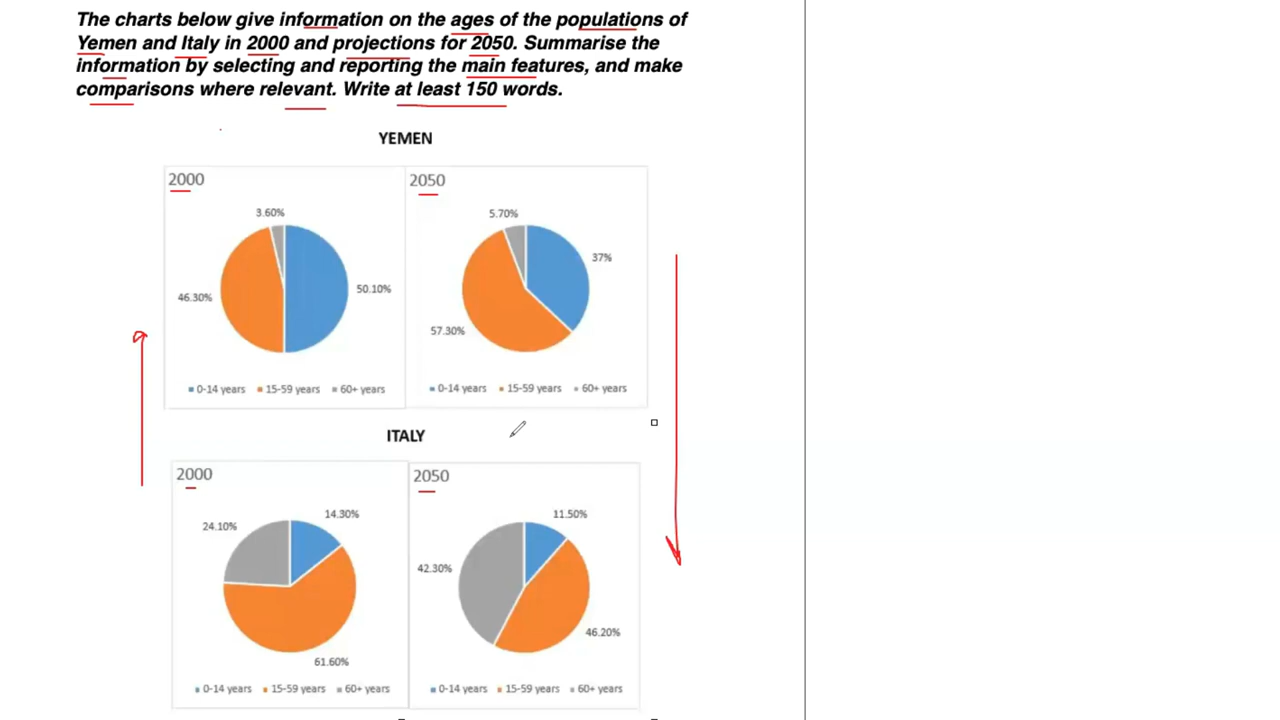 The charts below give information on the ages of the populations of
Yemen and Italy in 2000 and projections for 2050. Summarise the
information by selecting and reporting the main features, and make
comparisons where relevant. Write at least 150 words.
YEMEN
2000
3.60%
46.30%
50.10%
0-14 years 15-59 years 60+ years
2050
5.70%
37%
57.30%
0-14 years 15-59 years 60+ years
ITALY
2000
14.30%
24.10%
61.60%
0-14 years 15-59 years 60+ years
2050
11.50%
42.30%
46.20%
0-14 years 15-59 years 60+ years